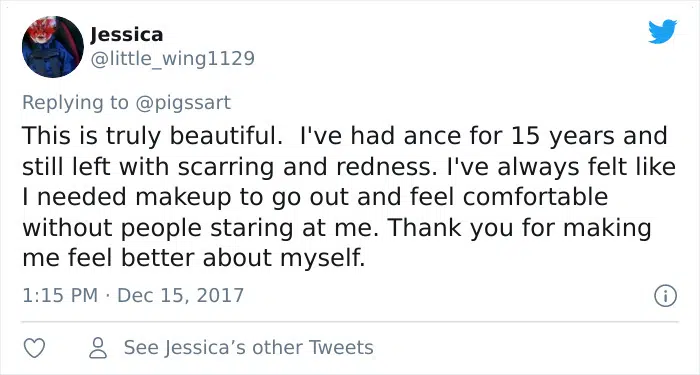 Jessica
@little_wing1129
Replying to @pigssart
This is truly beautiful.  I've had ance for 15 years and
still left with scarring and redness. I've always felt like
I needed makeup to go out and feel comfortable
without people staring at me. Thank you for making
me feel better about myself.
1:15 PM · Dec 15, 2017
See Jessica’s other Tweets